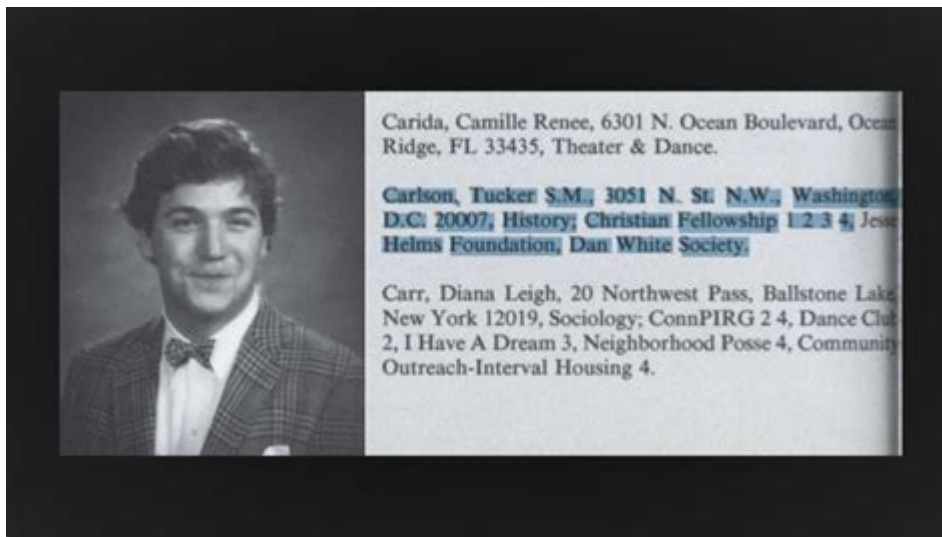 Carida, Camille Renee, 6301 N. Ocean Boulevard, Ocean
Ridge, FL 33435, Theater & Dance.
Carlson, Tucker S.M., 3051 N. St. N.W., Washington,
D.C. 20007, History; Christian Fellowship 1 2 3 4, Jesse
Helms Foundation, Dan White Society.
Carr, Diana Leigh, 20 Northwest Pass, Ballstone Lake,
New York 12019, Sociology; ConnPIRG 2 4, Dance Club
2, I Have A Dream 3, Neighborhood Posse 4, Community
Outreach-Interval Housing 4.